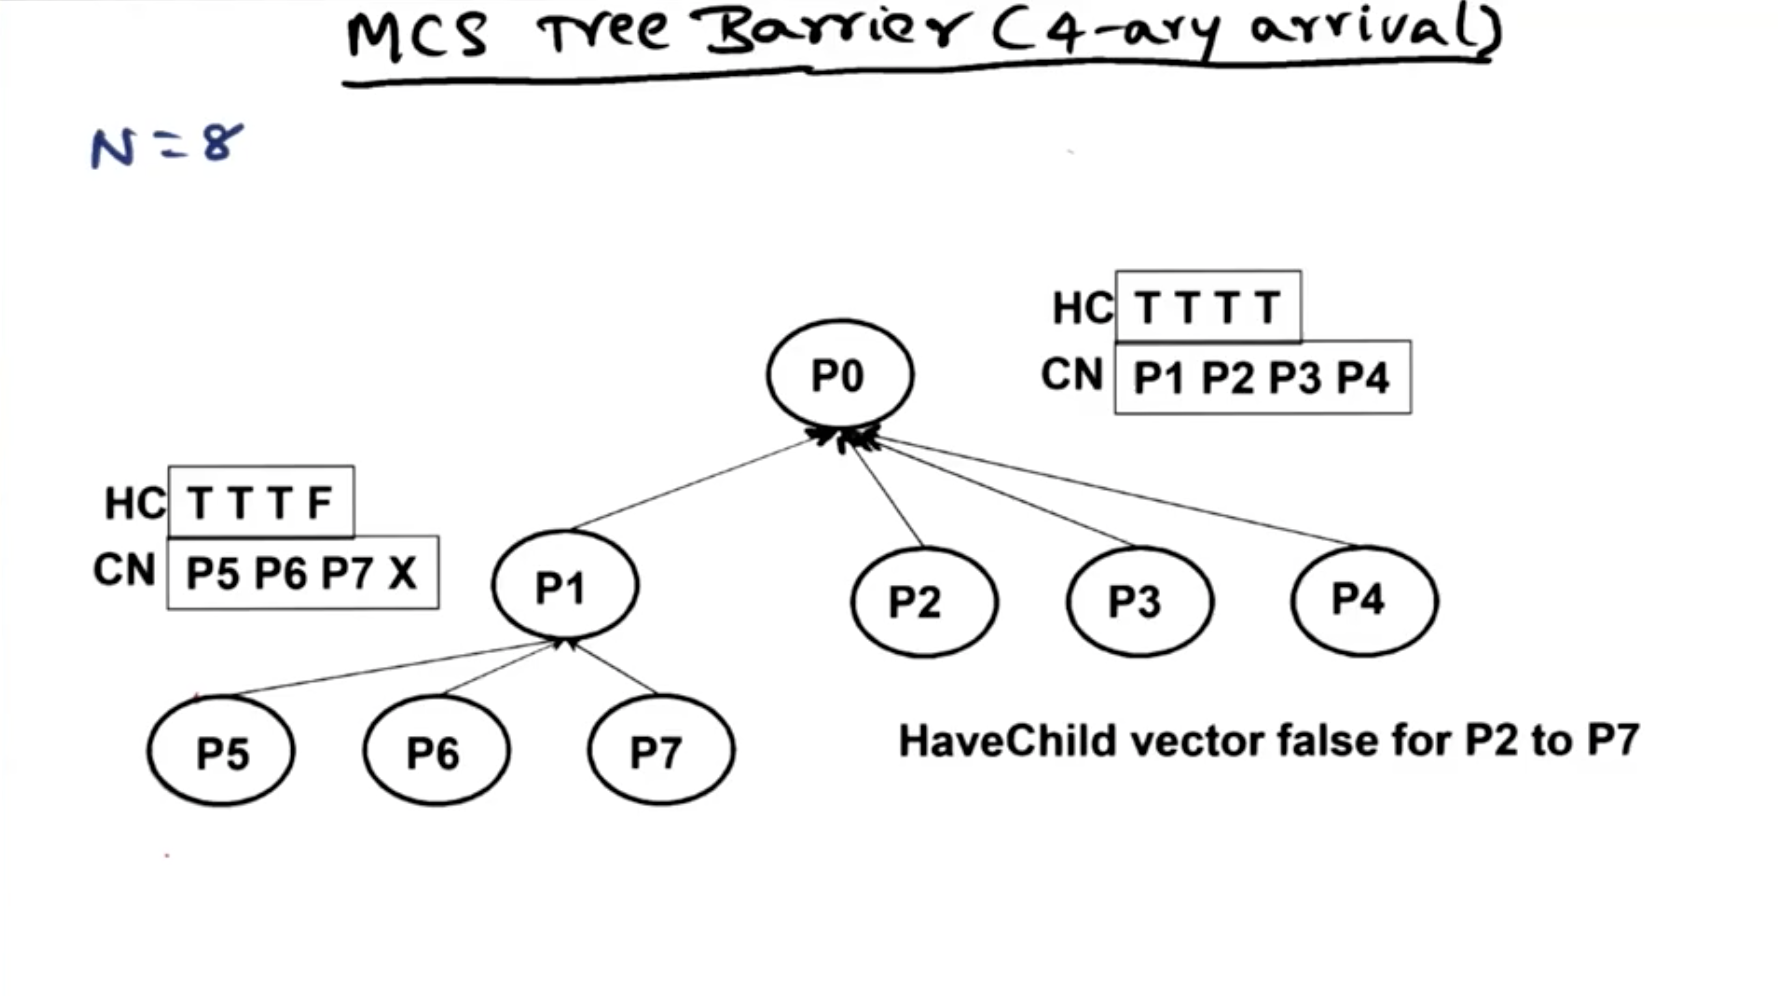 MCS Tree Barrier (4-ary arrival)
N=8
HC T T T T
CN P1 P2 P3 P4
P0
HC T T T F
CN P5 P6 P7 X
P1
P2
P3
P4
P5
P6
P7
HaveChild vector false for P2 to P7